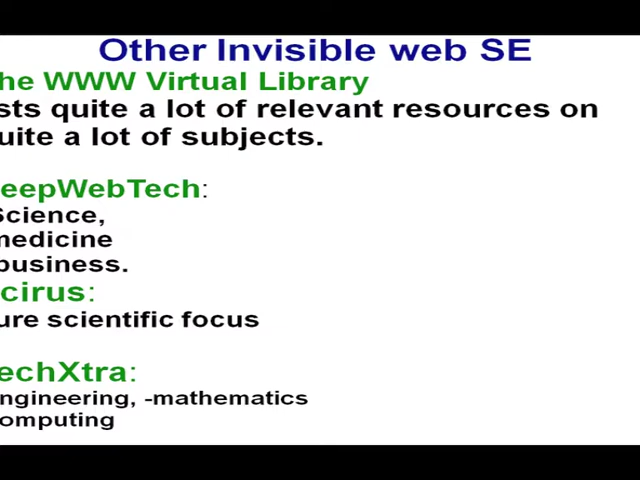 Other Invisible web SE
he WWW Virtual Library
sts quite a lot of relevant resources on
uite a lot of subjects.
eepWebTech:
Science,
medicine
business.
cirus:
ure scientific focus
echXtra:
ngineering, -mathematics
omputing